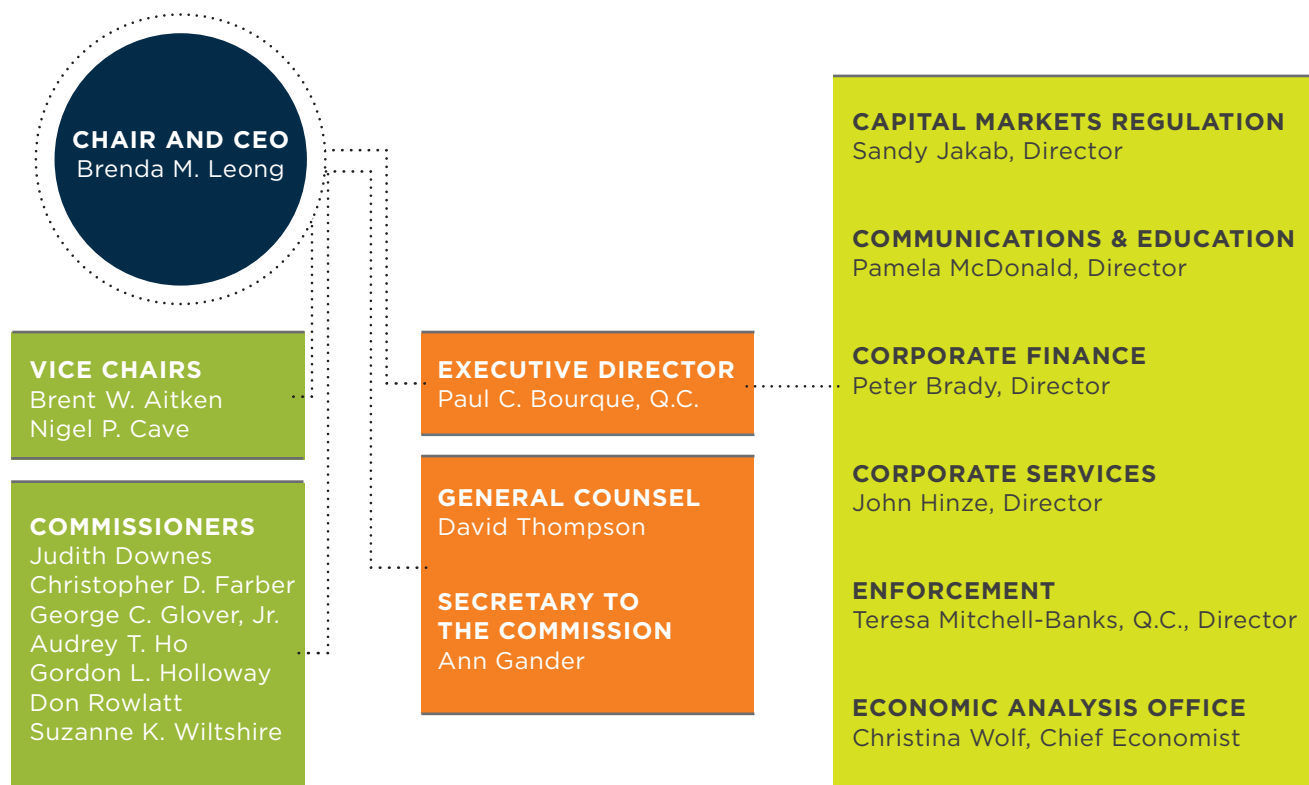 CHAIR AND CEO
Brenda M. Leong
VICE CHAIRS
Brent W. Aitken
Nigel P. Cave
COMMISSIONERS
Judith Downes
Christopher D. Farber
George C. Glover, Jr.
Audrey T. Ho
Gordon L. Holloway
Don Rowlatt
Suzanne K. Wiltshire
EXECUTIVE DIRECTOR
Paul C. Bourque, Q.C.
GENERAL COUNSEL
David Thompson
SECRETARY TO
THE COMMISSION
Ann Gander
CAPITAL MARKETS REGULATION
Sandy Jakab, Director
COMMUNICATIONS & EDUCATION
Pamela McDonald, Director
CORPORATE FINANCE
Peter Brady, Director
CORPORATE SERVICES
John Hinze, Director
ENFORCEMENT
Teresa Mitchell-Banks, Q.C., Director
ECONOMIC ANALYSIS OFFICE
Christina Wolf, Chief Economist